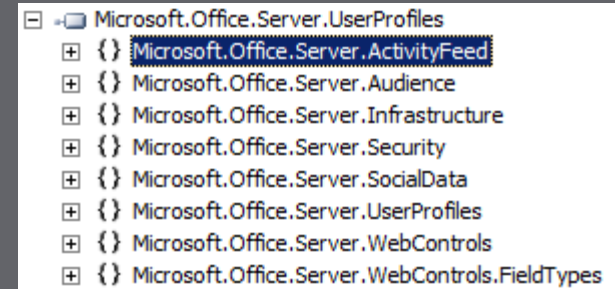 Microsoft.Office.Server.UserProfiles
{} Microsoft.Office.Server.ActivityFeed
{} Microsoft.Office.Server.Audience
{} Microsoft.Office.Server.Infrastructure
{} Microsoft.Office.Server.Security
{} Microsoft.Office.Server.SocialData
{} Microsoft.Office.Server.UserProfiles
{} Microsoft.Office.Server.WebControls
{} Microsoft.Office.Server.WebControls.FieldTypes